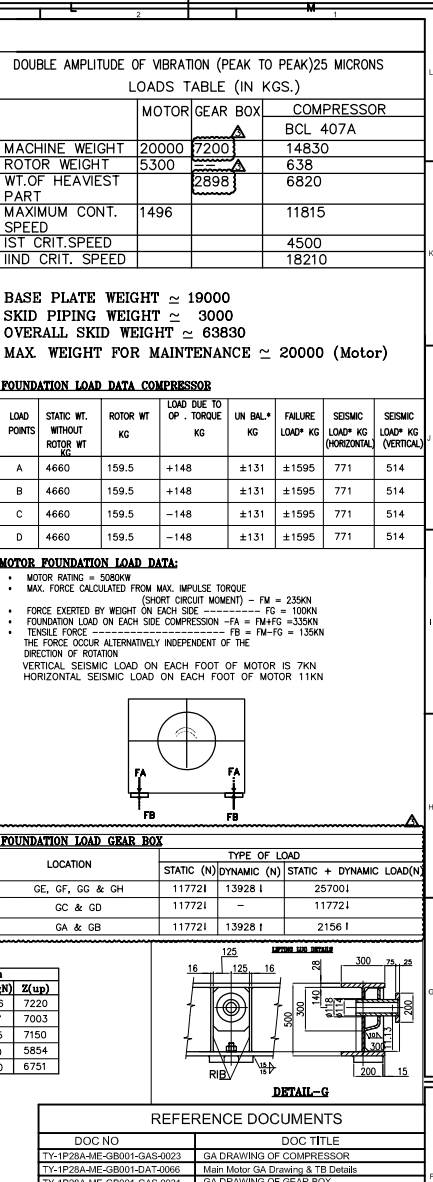 L
M
2
1
DOUBLE AMPLITUDE OF VIBRATION (PEAK TO PEAK)25 MICRONS
LOADS TABLE (IN KGS.)
MOTOR GEAR BOX COMPRESSOR
BCL 407A
MACHINE WEIGHT 20000 7200 14830
ROTOR WEIGHT 5300 -- 638
WT.OF HEAVIEST PART 2898 6820
MAXIMUM CONT. SPEED 1496 11815
IST CRIT.SPEED 4500
IIND CRIT. SPEED 18210
BASE PLATE WEIGHT ≃ 19000
SKID PIPING WEIGHT ≃ 3000
OVERALL SKID WEIGHT ≃ 63830
MAX. WEIGHT FOR MAINTENANCE ≃ 20000 (Motor)
FOUNDATION LOAD DATA COMPRESSOR
LOAD POINTS STATIC WT. WITHOUT ROTOR WT KG ROTOR WT KG LOAD DUE TO OP . TORQUE KG UN BAL.* KG FAILURE LOAD* KG SEISMIC LOAD* KG (HORIZONTAL) SEISMIC LOAD* KG (VERTICAL)
A 4660 159.5 +148 ±131 ±1595 771 514
B 4660 159.5 +148 ±131 ±1595 771 514
C 4660 159.5 −148 ±131 ±1595 771 514
D 4660 159.5 −148 ±131 ±1595 771 514
MOTOR FOUNDATION LOAD DATA:
• MOTOR RATING = 5080KW
• MAX. FORCE CALCULATED FROM MAX. IMPULSE TORQUE
(SHORT CIRCUIT MOMENT) - FM = 235KN
• FORCE EXERTED BY WEIGHT ON EACH SIDE ---------- FG = 100KN
• FOUNDATION LOAD ON EACH SIDE COMPRESSION -FA = FM+FG =335KN
• TENSILE FORCE ---------------------- FB = FM-FG = 135KN
THE FORCE OCCUR ALTERNATIVELY INDEPENDENT OF THE
DIRECTION OF ROTATION
VERTICAL SEISMIC LOAD ON EACH FOOT OF MOTOR IS 7KN
HORIZONTAL SEISMIC LOAD ON EACH FOOT OF MOTOR 11KN
FA FA
FB FB
FOUNDATION LOAD GEAR BOX
LOCATION TYPE OF LOAD
STATIC (N) DYNAMIC (N) STATIC + DYNAMIC LOAD(N)
GE, GF, GG & GH 11772↓ 13928↓ 25700↓
GC & GD 11772↓ - 11772↓
GA & GB 11772↓ 13928↑ 2156↑
Z(up)
7220
7003
7150
5854
6751
LIFTING LUG DETAILS
125
16 125 16
28
300 75 25
500
300
140
ø118
ø114
200
300
11.13
200 15
15
15
RIB
DETAIL-G
REFERENCE DOCUMENTS
DOC NO DOC TITLE
TY-1P28A-ME-GB001-GAS-0023 GA DRAWING OF COMPRESSOR
TY-1P28A-ME-GB001-DAT-0066 Main Motor GA Drawing & TB Details
L
K
J
I
H
G
F